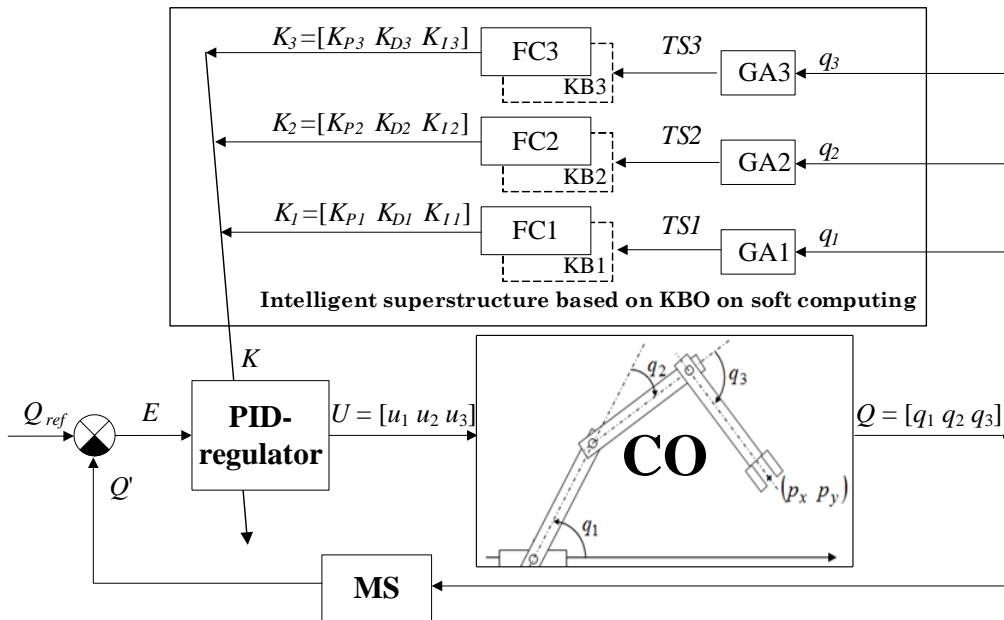 K3=[KP3 KD3 KI3]
FC3
KB3
TS3
GA3
q3
K2=[KP2 KD2 KI2]
FC2
KB2
TS2
GA2
q2
K1=[KP1 KD1 KI1]
FC1
KB1
TS1
GA1
q1
Intelligent superstructure based on KBO on soft computing
K
Qref
E
PID-
regulator
U = [u1 u2 u3]
q2
q3
CO
(px py)
q1
Q = [q1 q2 q3]
Q'
MS